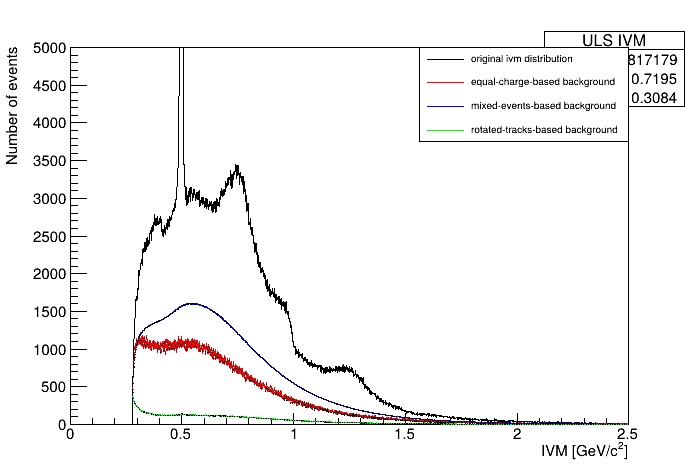 ULS IVM
817179
0.7195
0.3084
original ivm distribution
equal-charge-based background
mixed-events-based background
rotated-tracks-based background
Number of events
5000
4500
4000
3500
3000
2500
2000
1500
1000
500
0
0 0.5 1 1.5 2 2.5
IVM [GeV/c²]